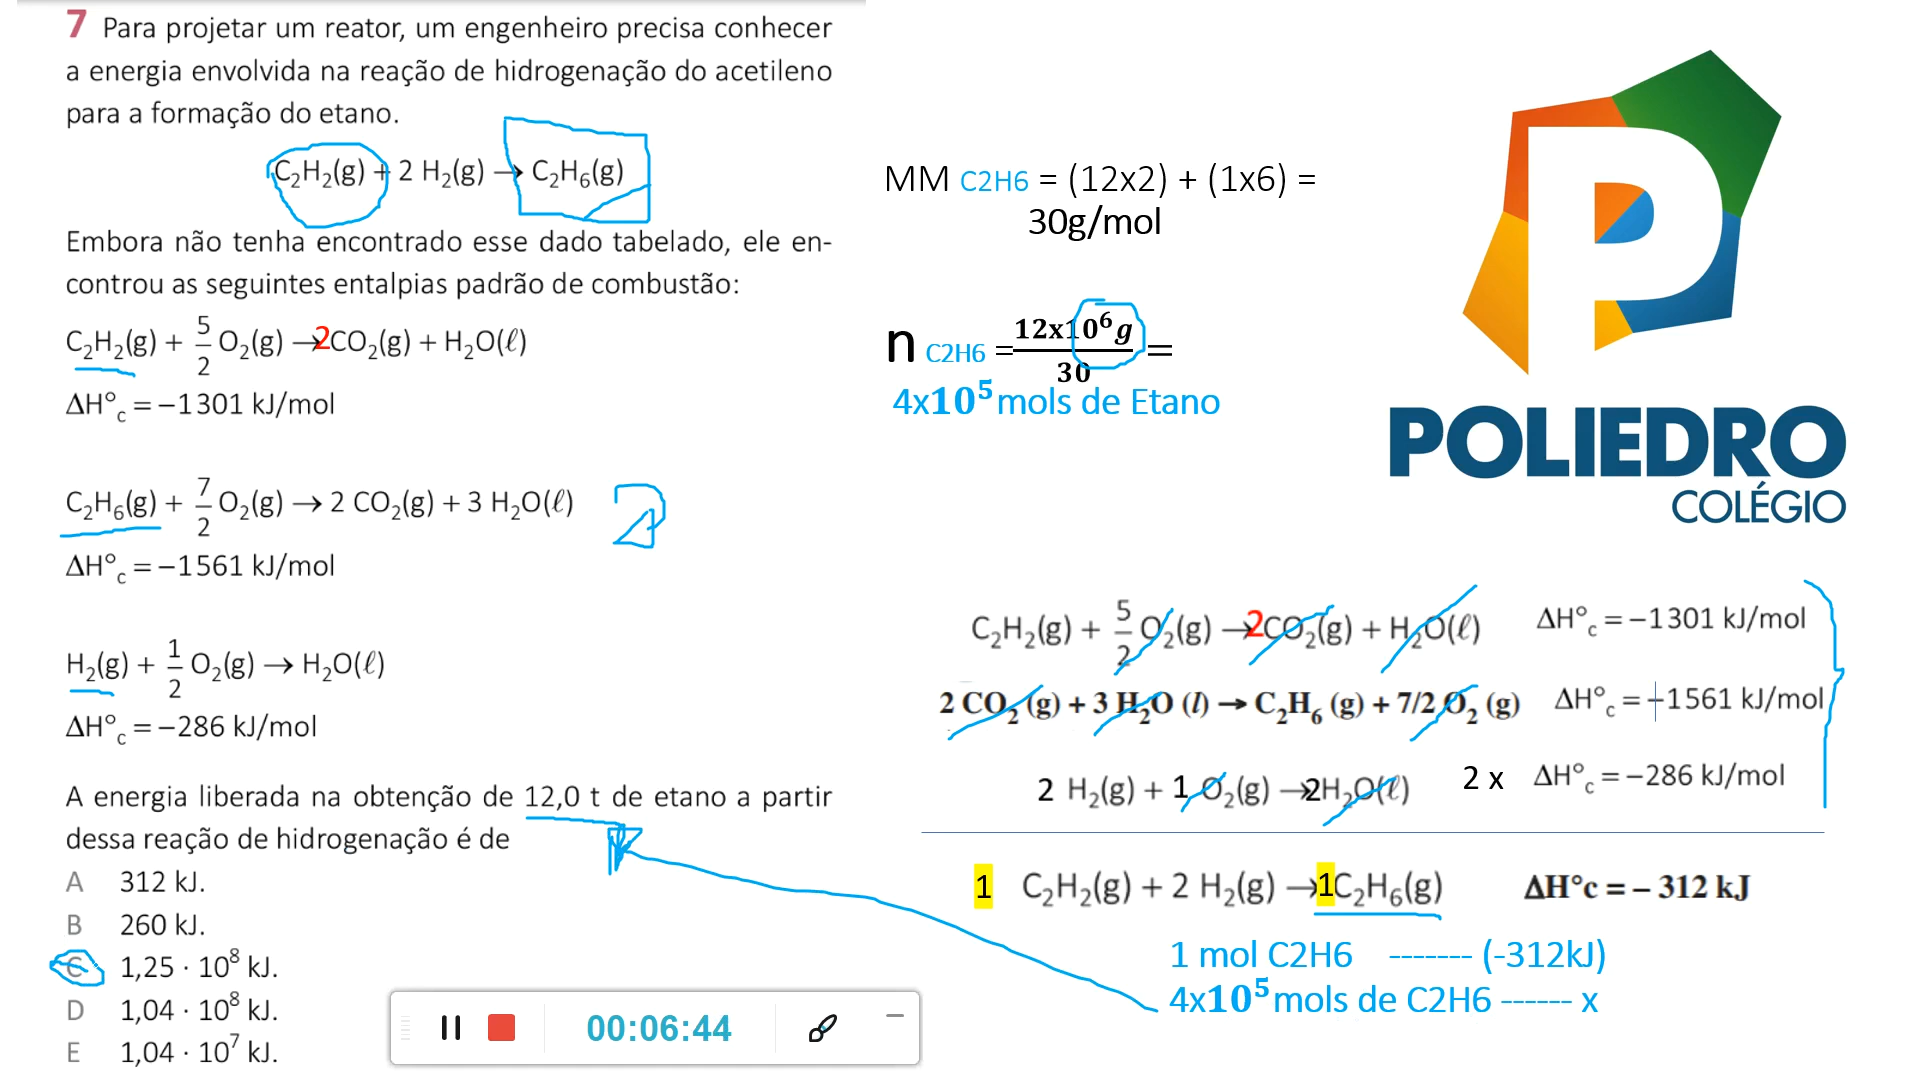 7 Para projetar um reator, um engenheiro precisa conhecer
a energia envolvida na reação de hidrogenação do acetileno
para a formação do etano.
C₂H₂(g) + 2 H₂(g) → C₂H₆(g)
Embora não tenha encontrado esse dado tabelado, ele en-
controu as seguintes entalpias padrão de combustão:
C₂H₂(g) + 5/2 O₂(g) → 2CO₂(g) + H₂O(ℓ)
ΔH°c = −1301 kJ/mol
C₂H₆(g) + 7/2 O₂(g) → 2 CO₂(g) + 3 H₂O(ℓ)
ΔH°c = −1561 kJ/mol
H₂(g) + 1/2 O₂(g) → H₂O(ℓ)
ΔH°c = −286 kJ/mol
A energia liberada na obtenção de 12,0 t de etano a partir
dessa reação de hidrogenação é de
A 312 kJ.
B 260 kJ.
C 1,25 · 10⁸ kJ.
D 1,04 · 10⁸ kJ.
E 1,04 · 10⁷ kJ.
00:06:44
MM C2H6 = (12x2) + (1x6) =
30g/mol
n C2H6 = 12x10⁶g/30 =
4x10⁵mols de Etano
P
POLIEDRO
COLÉGIO
C₂H₂(g) + 5/2 O₂(g) → 2CO₂(g) + H₂O(ℓ) ΔH°c = −1301 kJ/mol
2 CO₂ (g) + 3 H₂O (l) → C₂H₆ (g) + 7/2 O₂ (g) ΔH°c = +1561 kJ/mol
2 H₂(g) + 1 O₂(g) → 2H₂O(ℓ) 2 x ΔH°c = −286 kJ/mol
1 C₂H₂(g) + 2 H₂(g) → 1C₂H₆(g) ΔH°c = − 312 kJ
1 mol C2H6 ------- (-312kJ)
4x10⁵mols de C2H6 ------ x